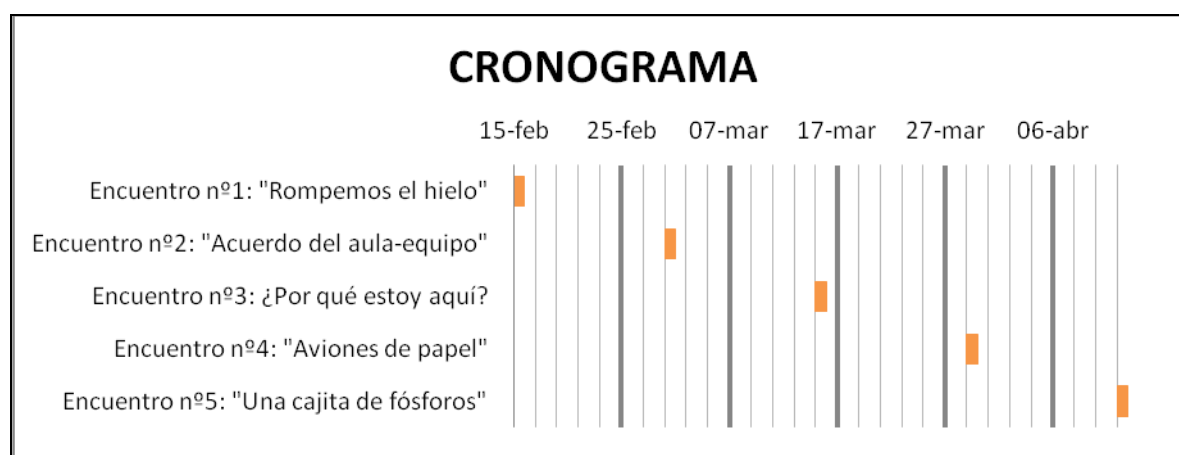 CRONOGRAMA
15-feb 25-feb 07-mar 17-mar 27-mar 06-abr
Encuentro nº1: "Rompemos el hielo"
Encuentro nº2: "Acuerdo del aula-equipo"
Encuentro nº3: ¿Por qué estoy aquí?
Encuentro nº4: "Aviones de papel"
Encuentro nº5: "Una cajita de fósforos"